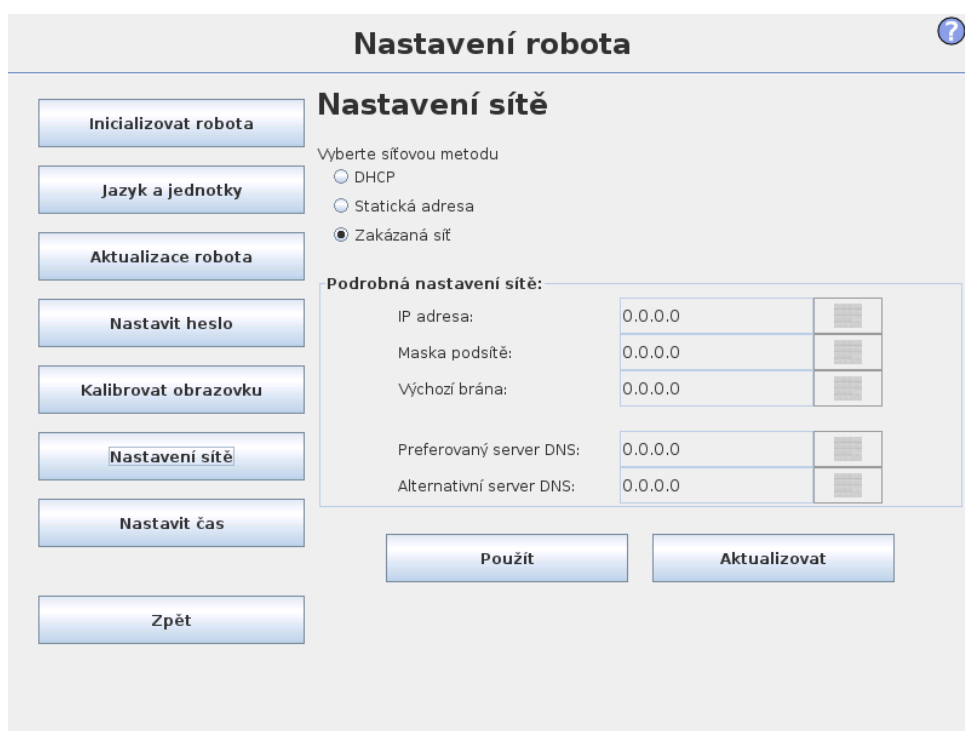 Nastavení robota
?
Inicializovat robota
Jazyk a jednotky
Aktualizace robota
Nastavit heslo
Kalibrovat obrazovku
Nastavení sítě
Nastavit čas
Zpět
Nastavení sítě
Vyberte síťovou metodu
DHCP
Statická adresa
Zakázaná síť
Podrobná nastavení sítě:
IP adresa: 0.0.0.0
Maska podsítě: 0.0.0.0
Výchozí brána: 0.0.0.0
Preferovaný server DNS: 0.0.0.0
Alternativní server DNS: 0.0.0.0
Použít Aktualizovat